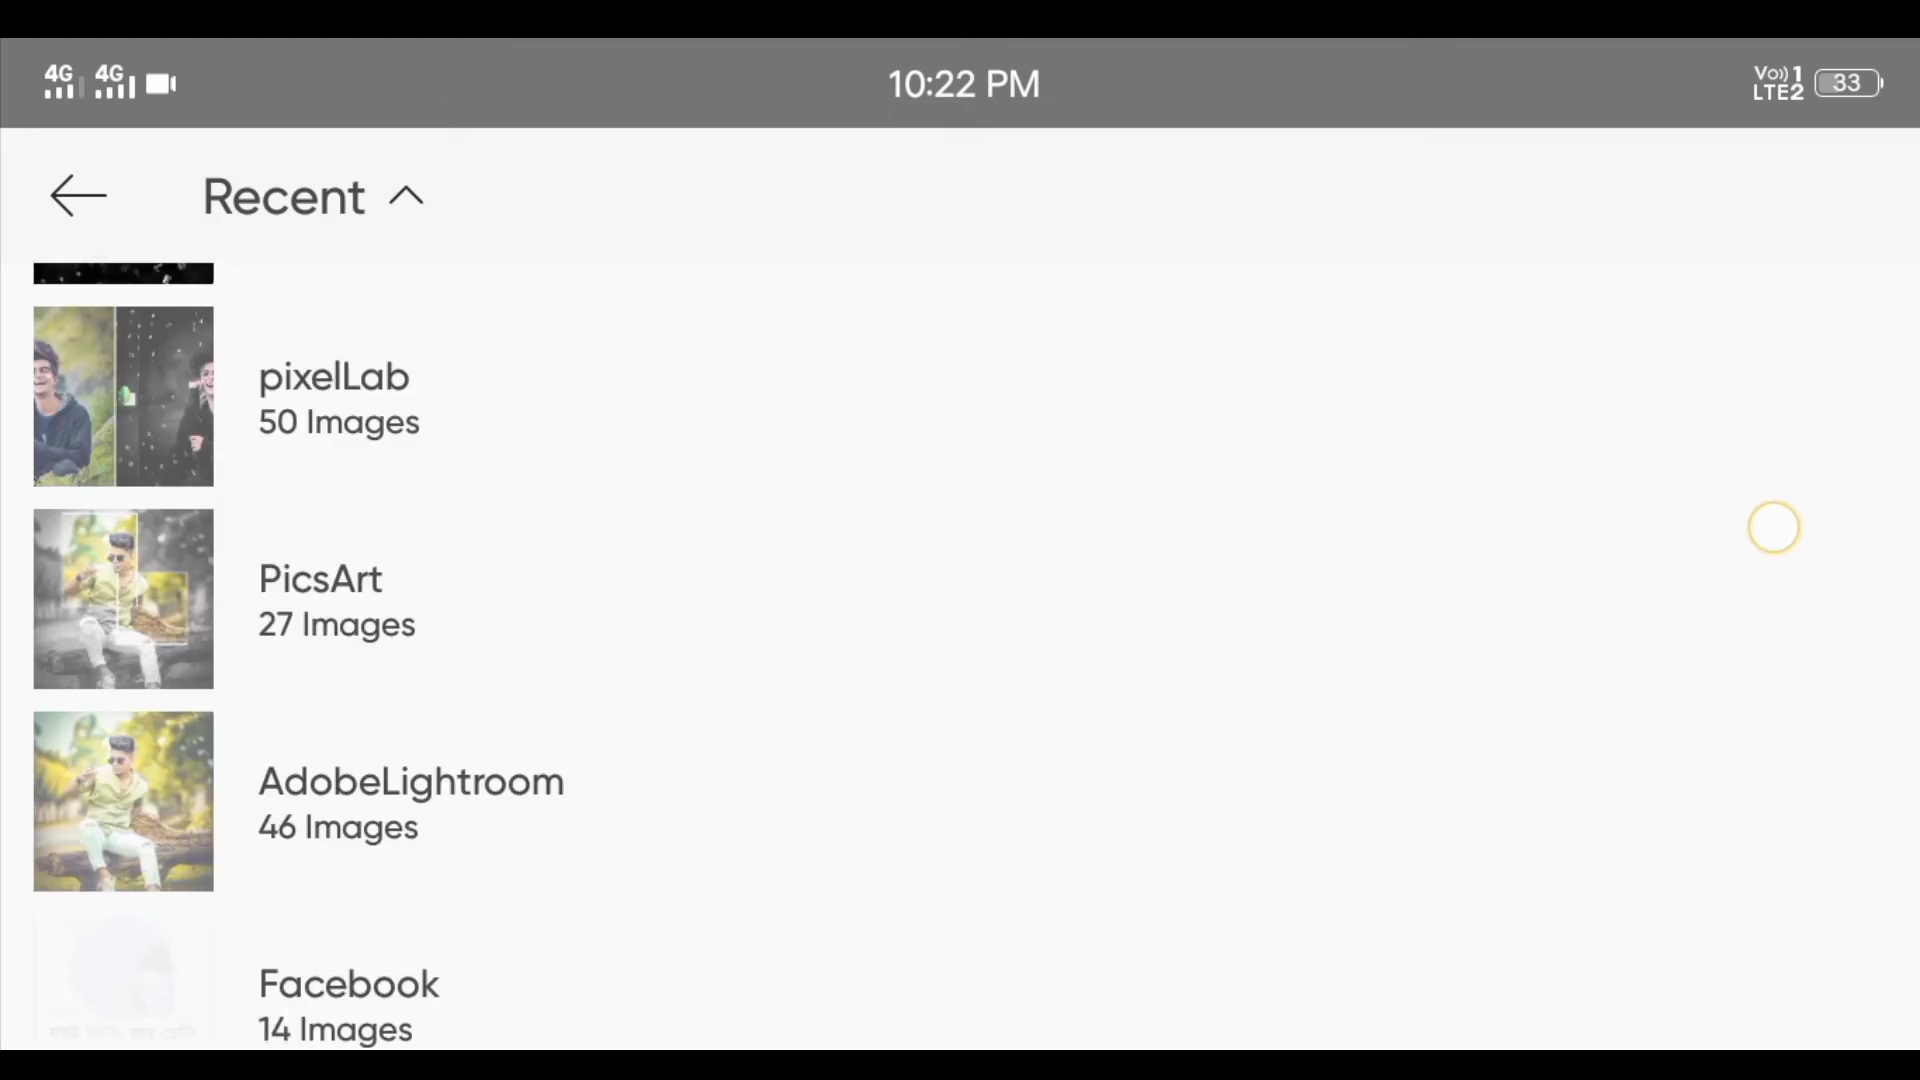 4G 4G
10:22 PM
Vo)) 1
LTE2
33
Recent
pixelLab
50 Images
PicsArt
27 Images
AdobeLightroom
46 Images
Facebook
14 Images